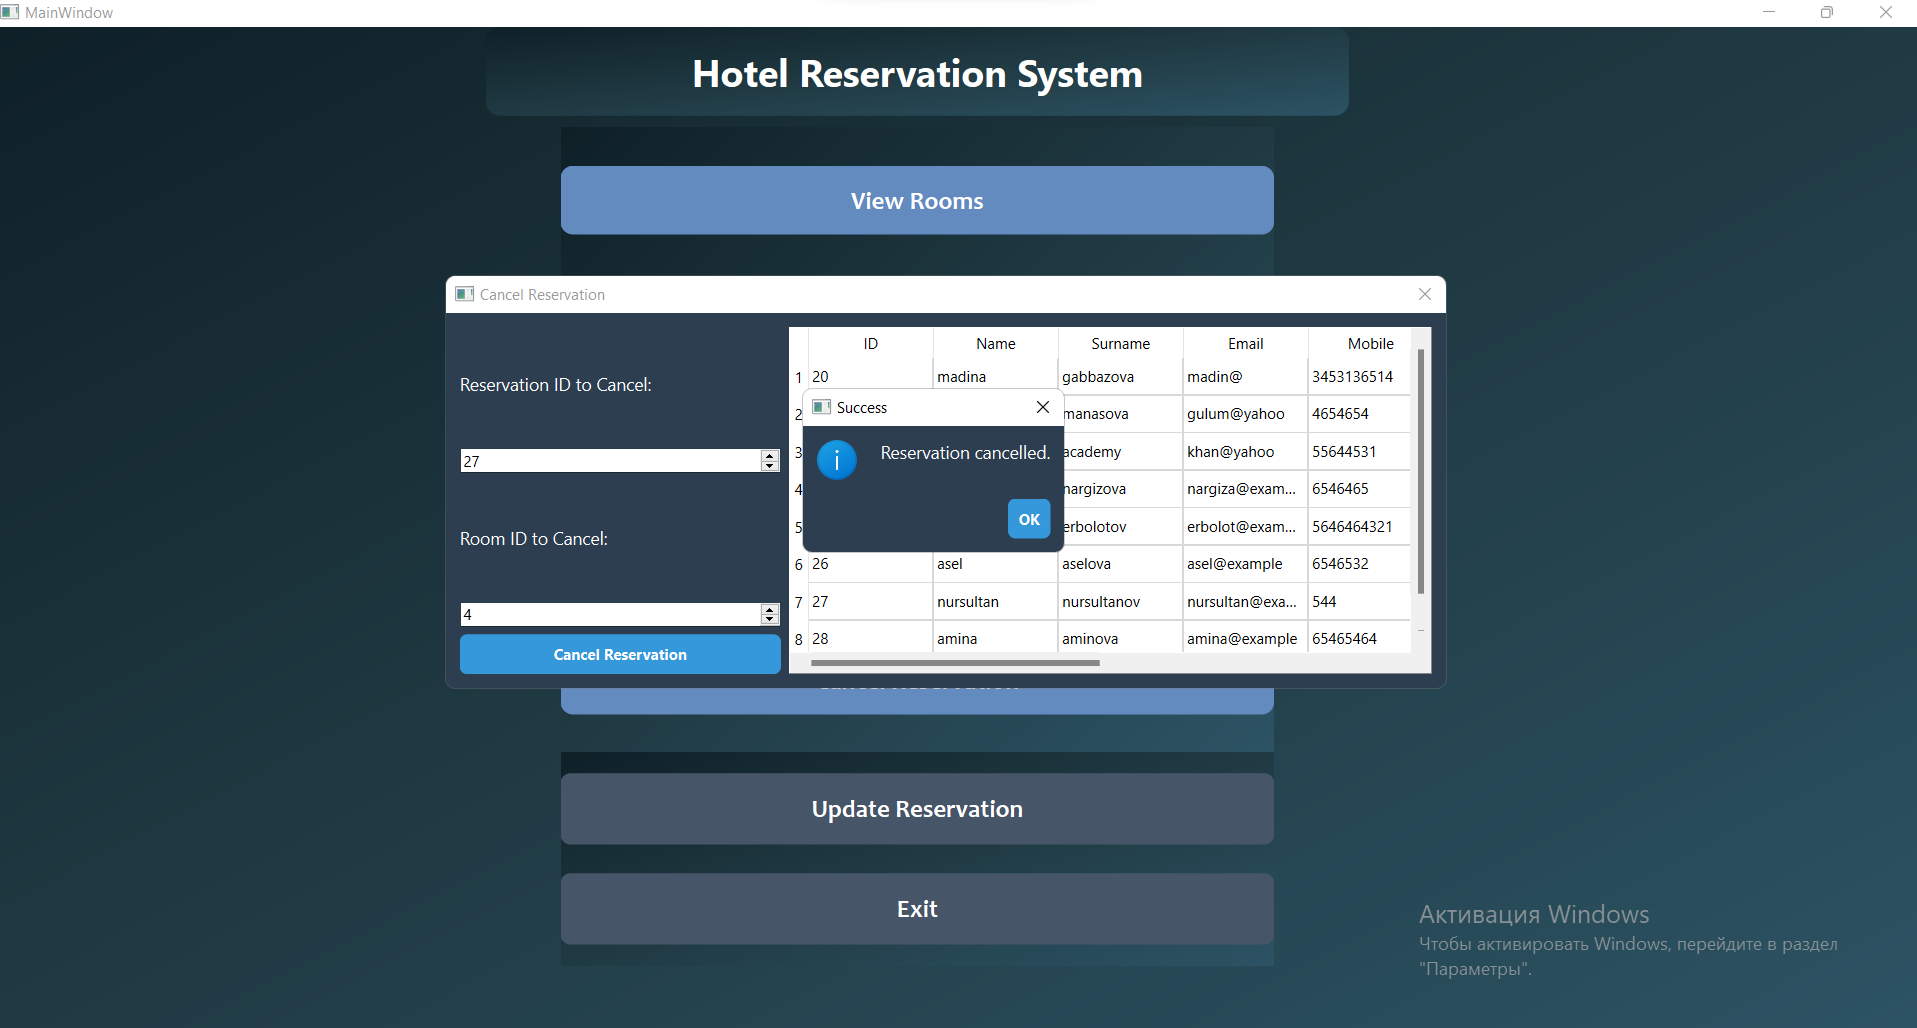 MainWindow
Hotel Reservation System
View Rooms
Cancel Reservation
Reservation ID to Cancel:
27
Room ID to Cancel:
4
Cancel Reservation
ID Name Surname Email Mobile
1 20 madina gabbazova madin@ 3453136514
2 manasova gulum@yahoo 4654654
3 academy khan@yahoo 55644531
4 nargizova nargiza@exam... 6546465
5 erbolotov erbolot@exam... 5646464321
6 26 asel aselova asel@example 6546532
7 27 nursultan nursultanov nursultan@exa... 544
8 28 amina aminova amina@example 65465464
Success
Reservation cancelled.
OK
Update Reservation
Exit
Активация Windows
Чтобы активировать Windows, перейдите в раздел
"Параметры".